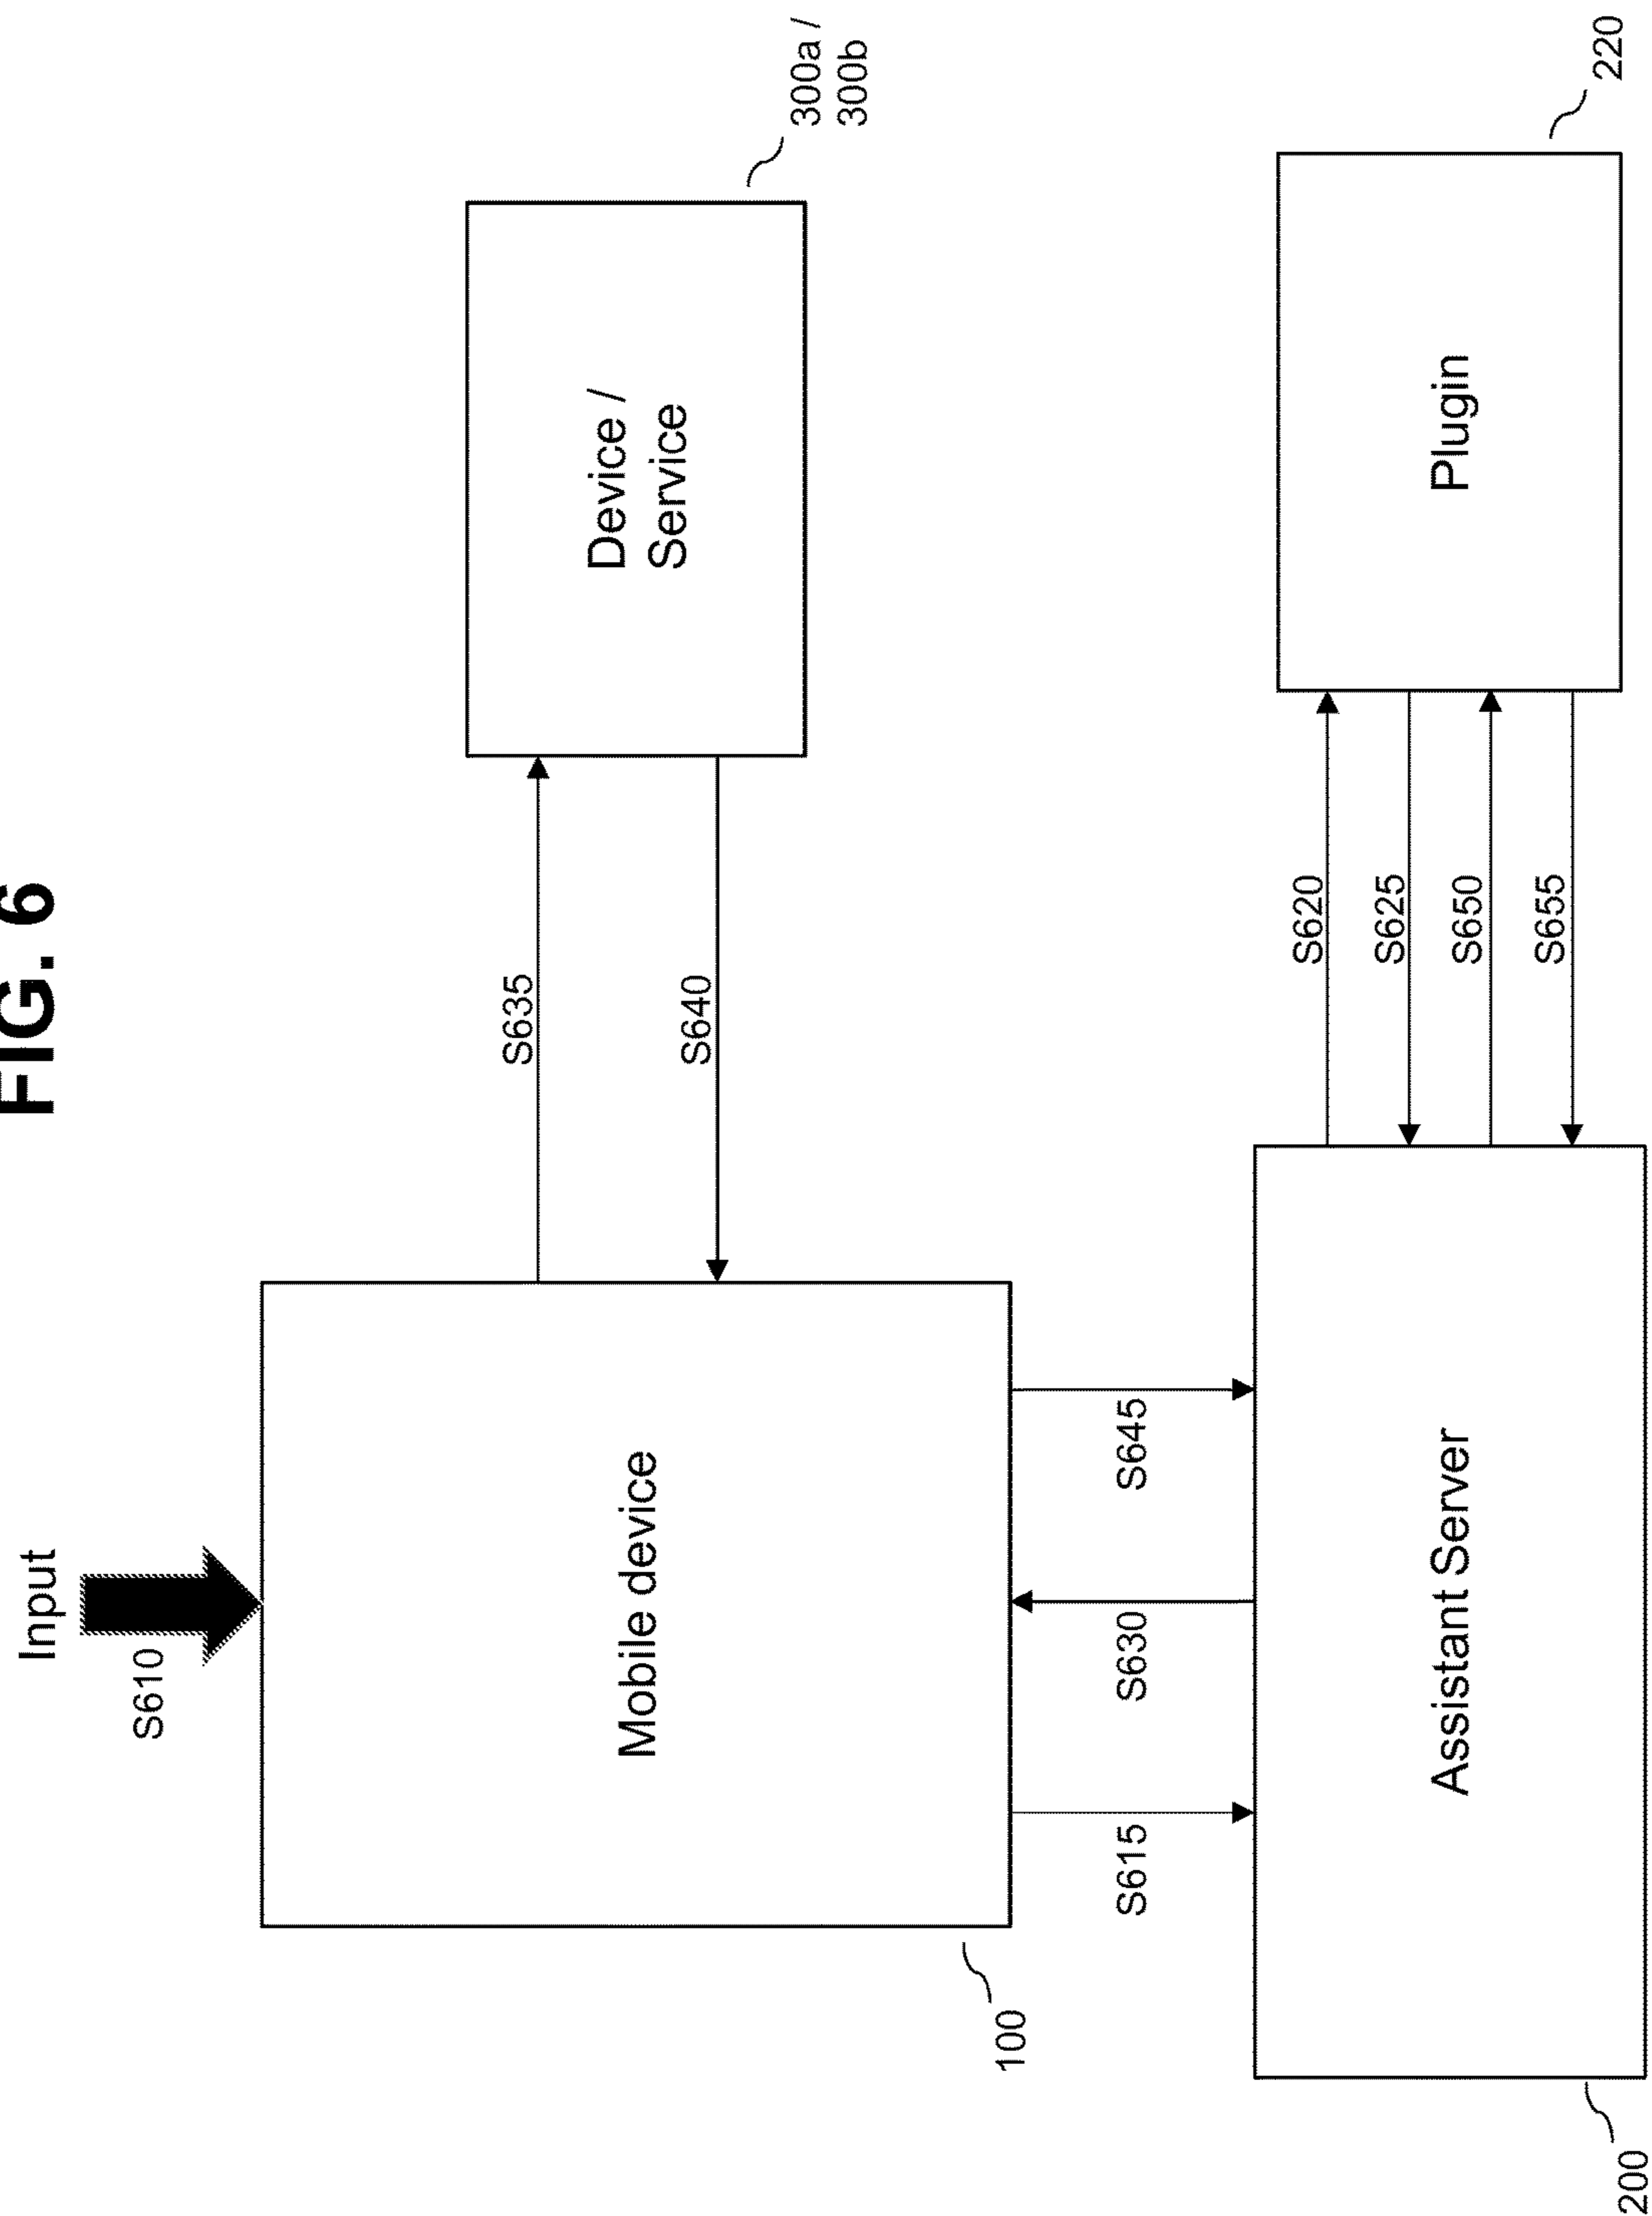 FIG. 6
Input
S610
Mobile device
100
S635
S640
Device /
Service
300a /
300b
S615
S630
S645
Assistant Server
200
S620
S625
S650
S655
Plugin
220